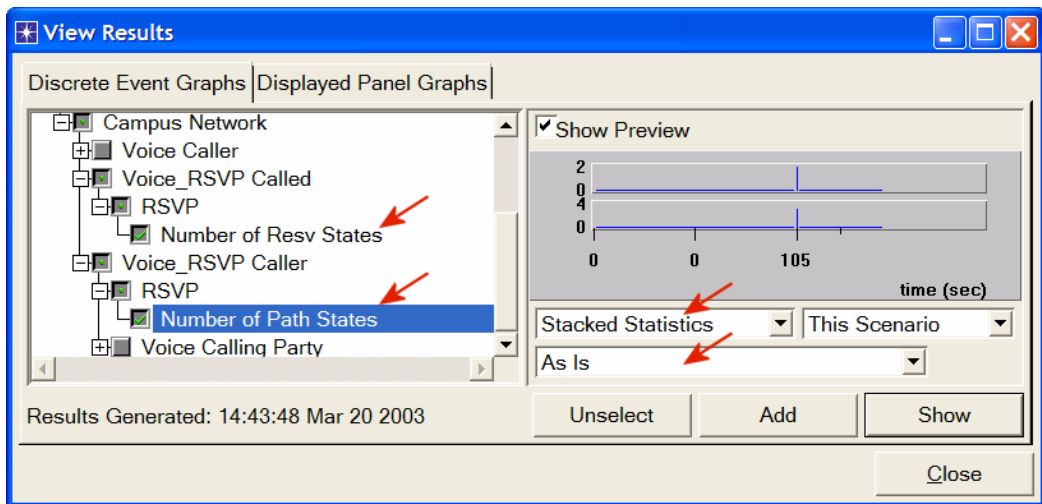 View Results
Discrete Event Graphs
Displayed Panel Graphs
Campus Network
Voice Caller
Voice_RSVP Called
RSVP
Number of Resv States
Voice_RSVP Caller
RSVP
Number of Path States
Voice Calling Party
Results Generated: 14:43:48 Mar 20 2003
Show Preview
2
0
4
0
0 0 105
time (sec)
Stacked Statistics
This Scenario
As Is
Unselect
Add
Show
Close